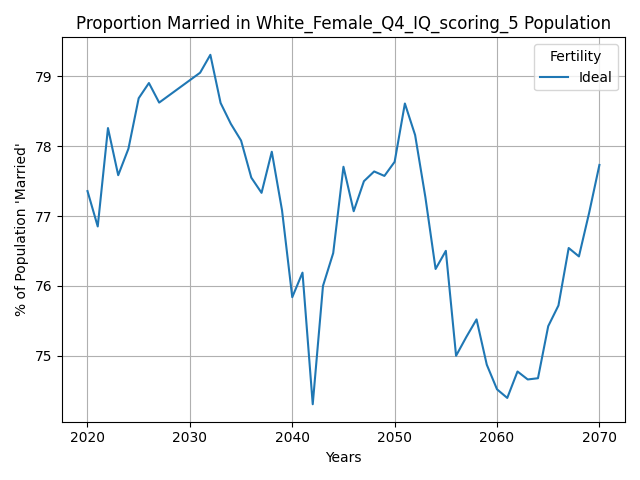 Proportion Married in White_Female_Q4_IQ_scoring_5 Population
Fertility
Ideal
% of Population 'Married'
79
78
77
76
75
2020
2030
2040
2050
2060
2070
Years